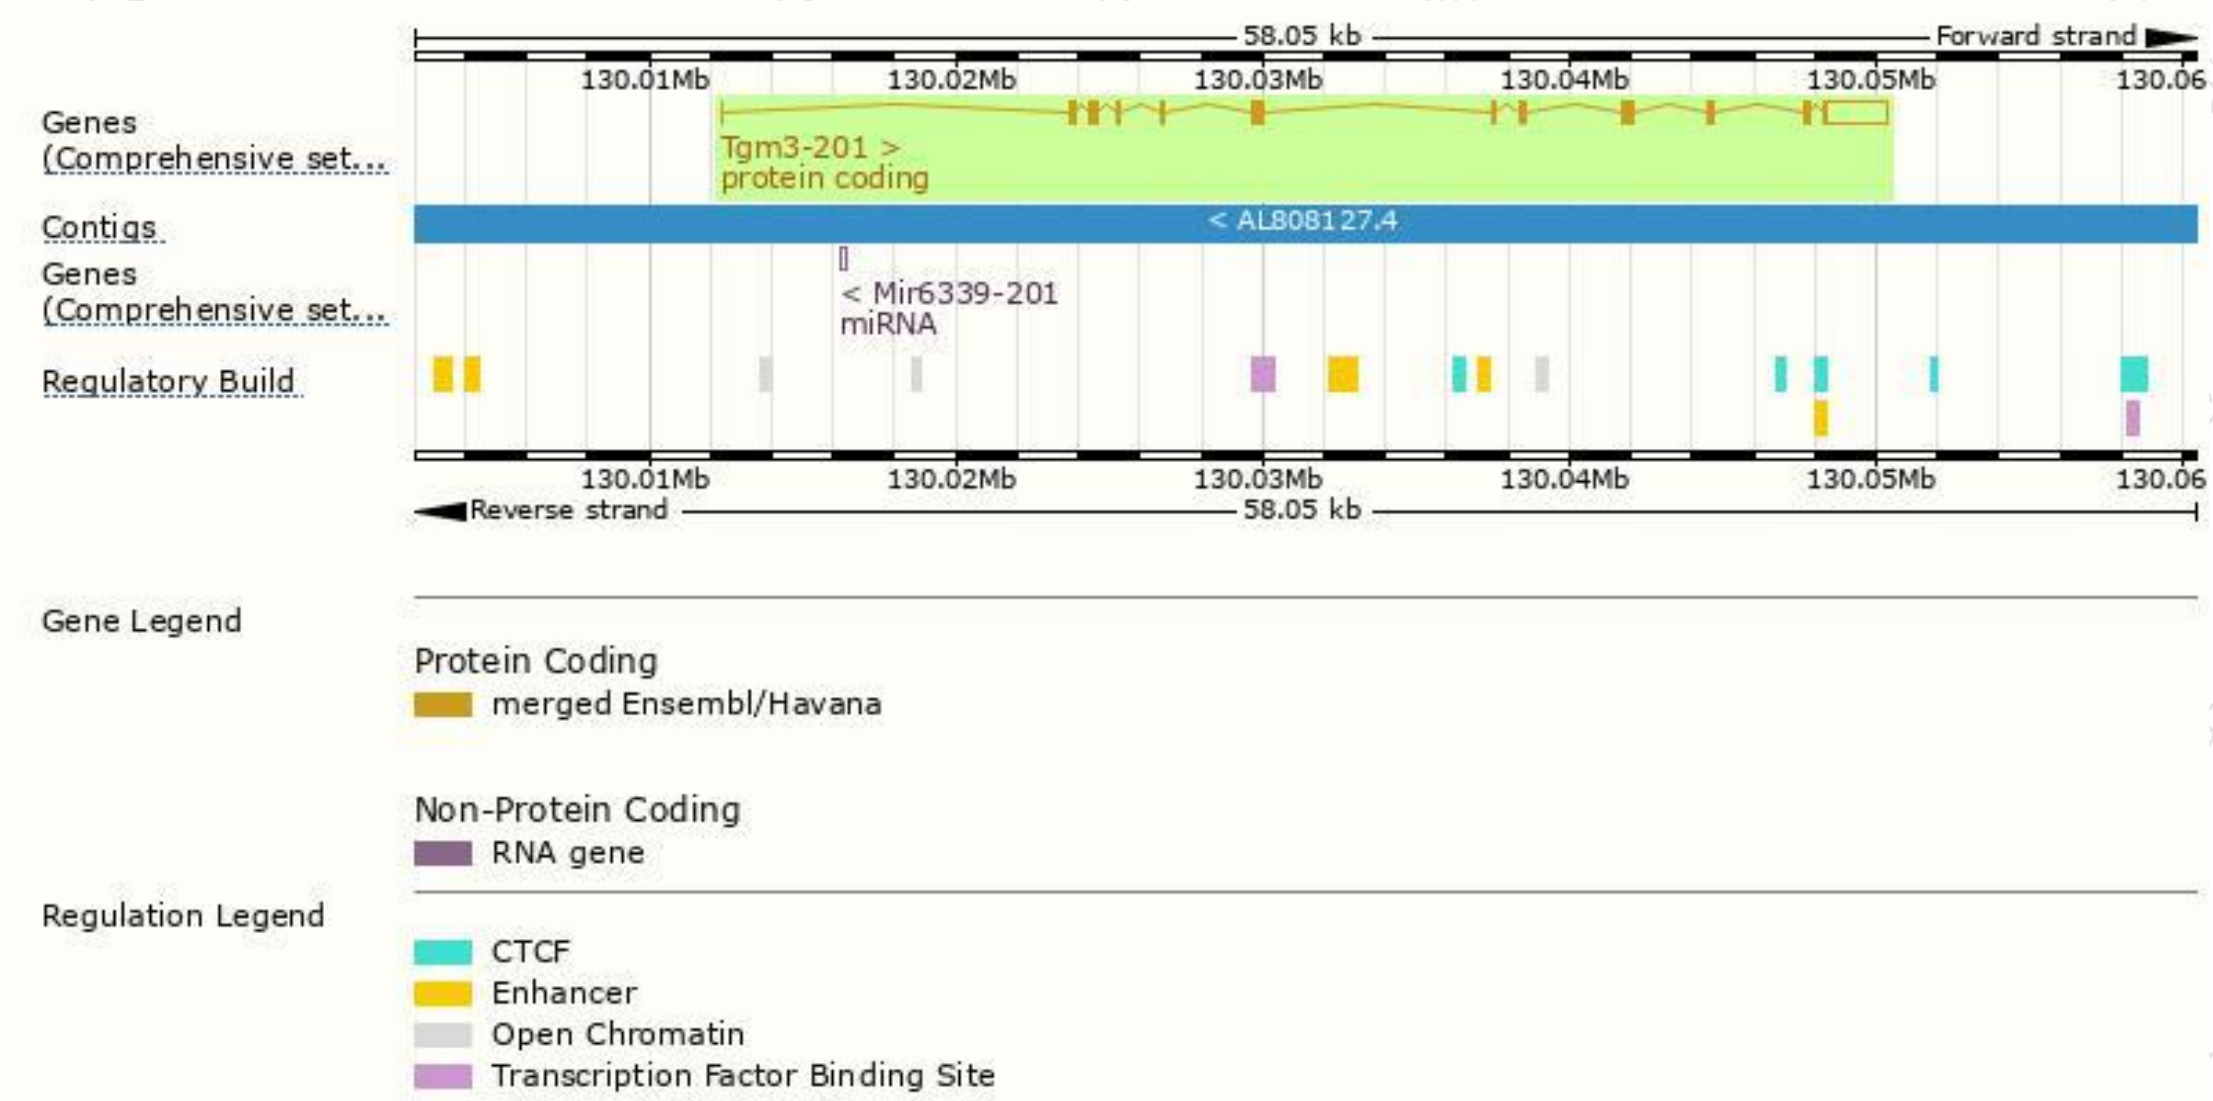 58.05 kb Forward strand
130.01Mb 130.02Mb 130.03Mb 130.04Mb 130.05Mb 130.06
Genes
(Comprehensive set...
Tgm3-201 >
protein coding
Contigs
< AL808127.4
Genes
(Comprehensive set...
< Mir6339-201
miRNA
Regulatory Build
130.01Mb 130.02Mb 130.03Mb 130.04Mb 130.05Mb 130.06
Reverse strand 58.05 kb
Gene Legend
Protein Coding
merged Ensembl/Havana
Non-Protein Coding
RNA gene
Regulation Legend
CTCF
Enhancer
Open Chromatin
Transcription Factor Binding Site